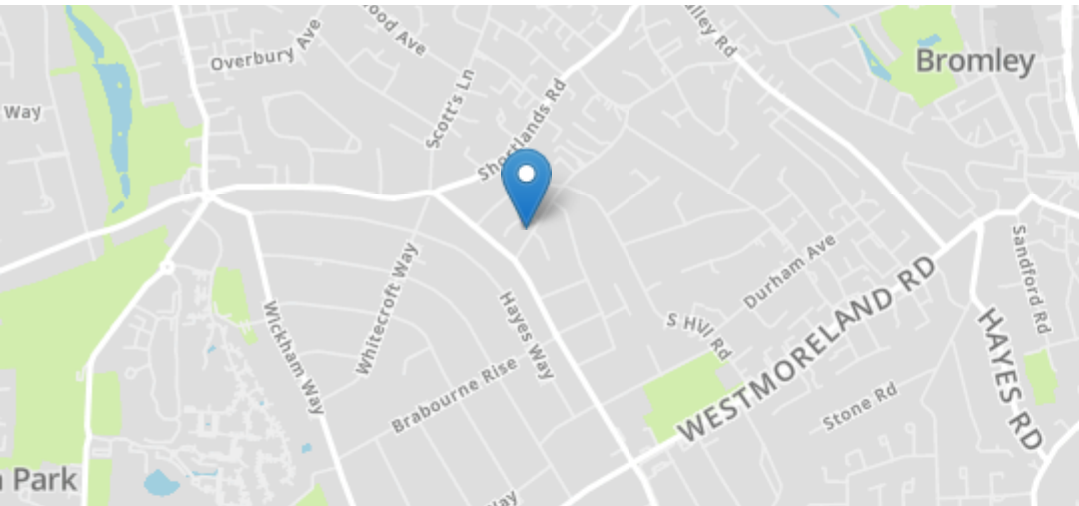 ood Ave
alley Rd
Overbury Ave
Bromley
Scott's Ln
Way
Shortlands Rd
Sandford Rd
Durham Ave
Whitecroft Way
WESTMORELAND RD
Hayes Way
Wickham Way
S Hill Rd
HAYES RD
Brabourne Rise
Stone Rd
Park
way